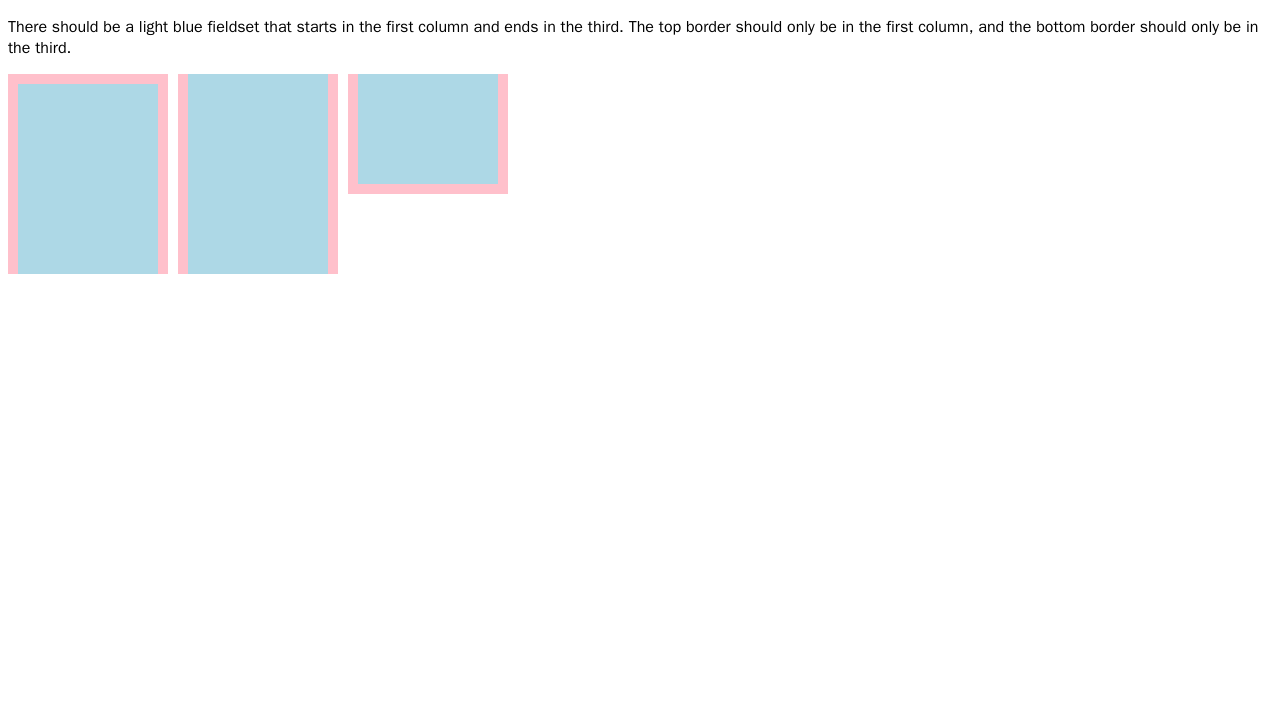 There should be a light blue fieldset that starts in the first column and ends in the third. The top border should only be in the first column, and the bottom border should only be in
the third.